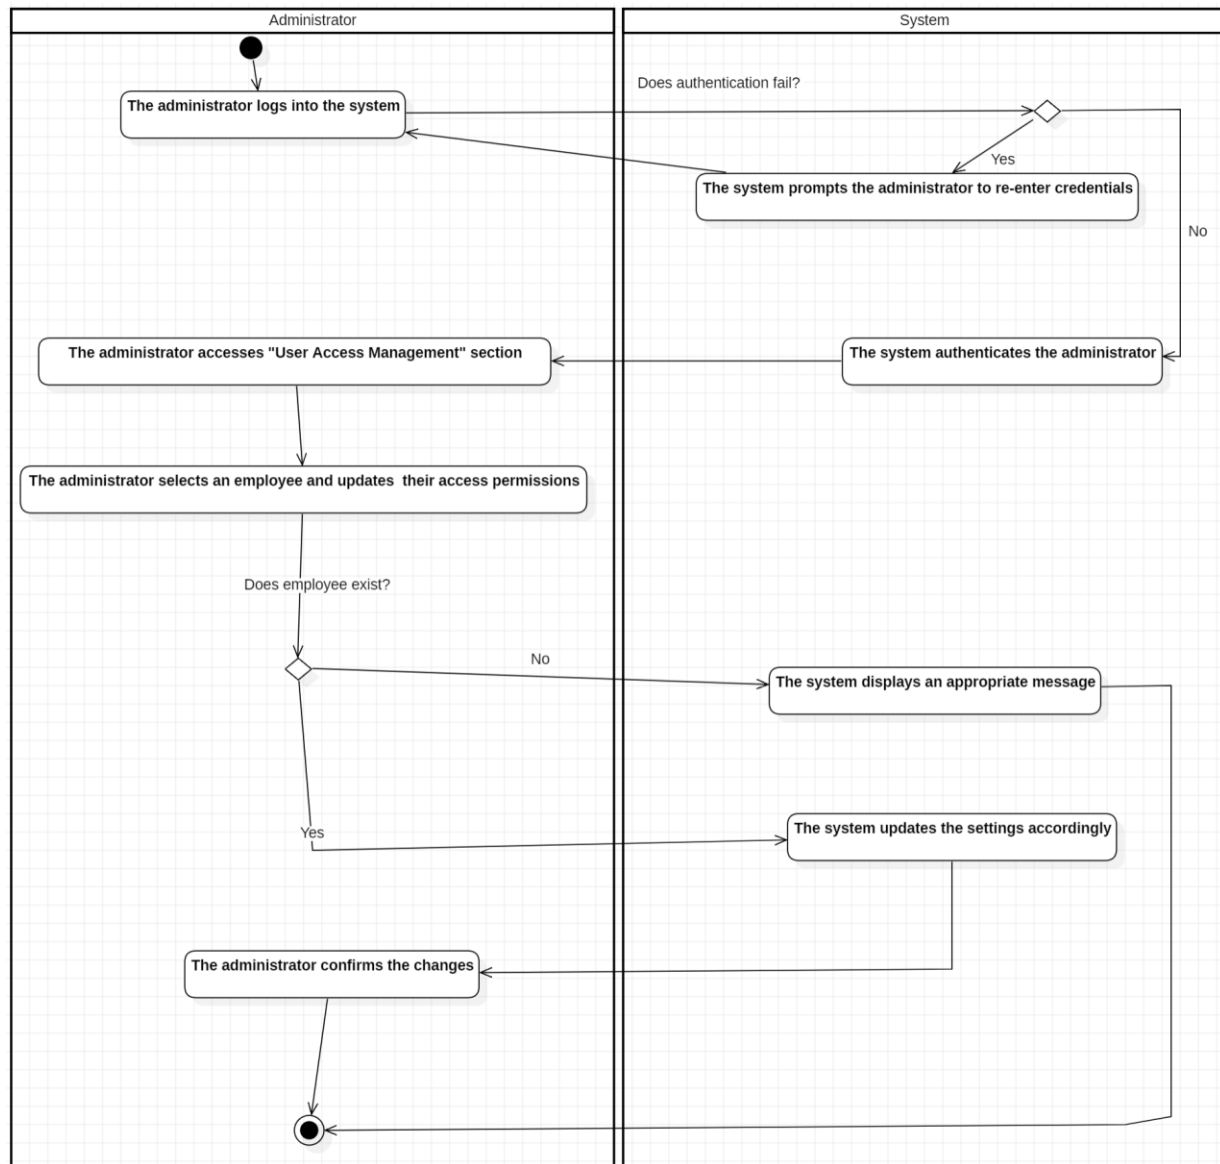 Administrator
System
Does authentication fail?
The administrator logs into the system
Yes
The system prompts the administrator to re-enter credentials
No
The administrator accesses "User Access Management" section
The system authenticates the administrator
The administrator selects an employee and updates  their access permissions
Does employee exist?
No
The system displays an appropriate message
Yes
The system updates the settings accordingly
The administrator confirms the changes